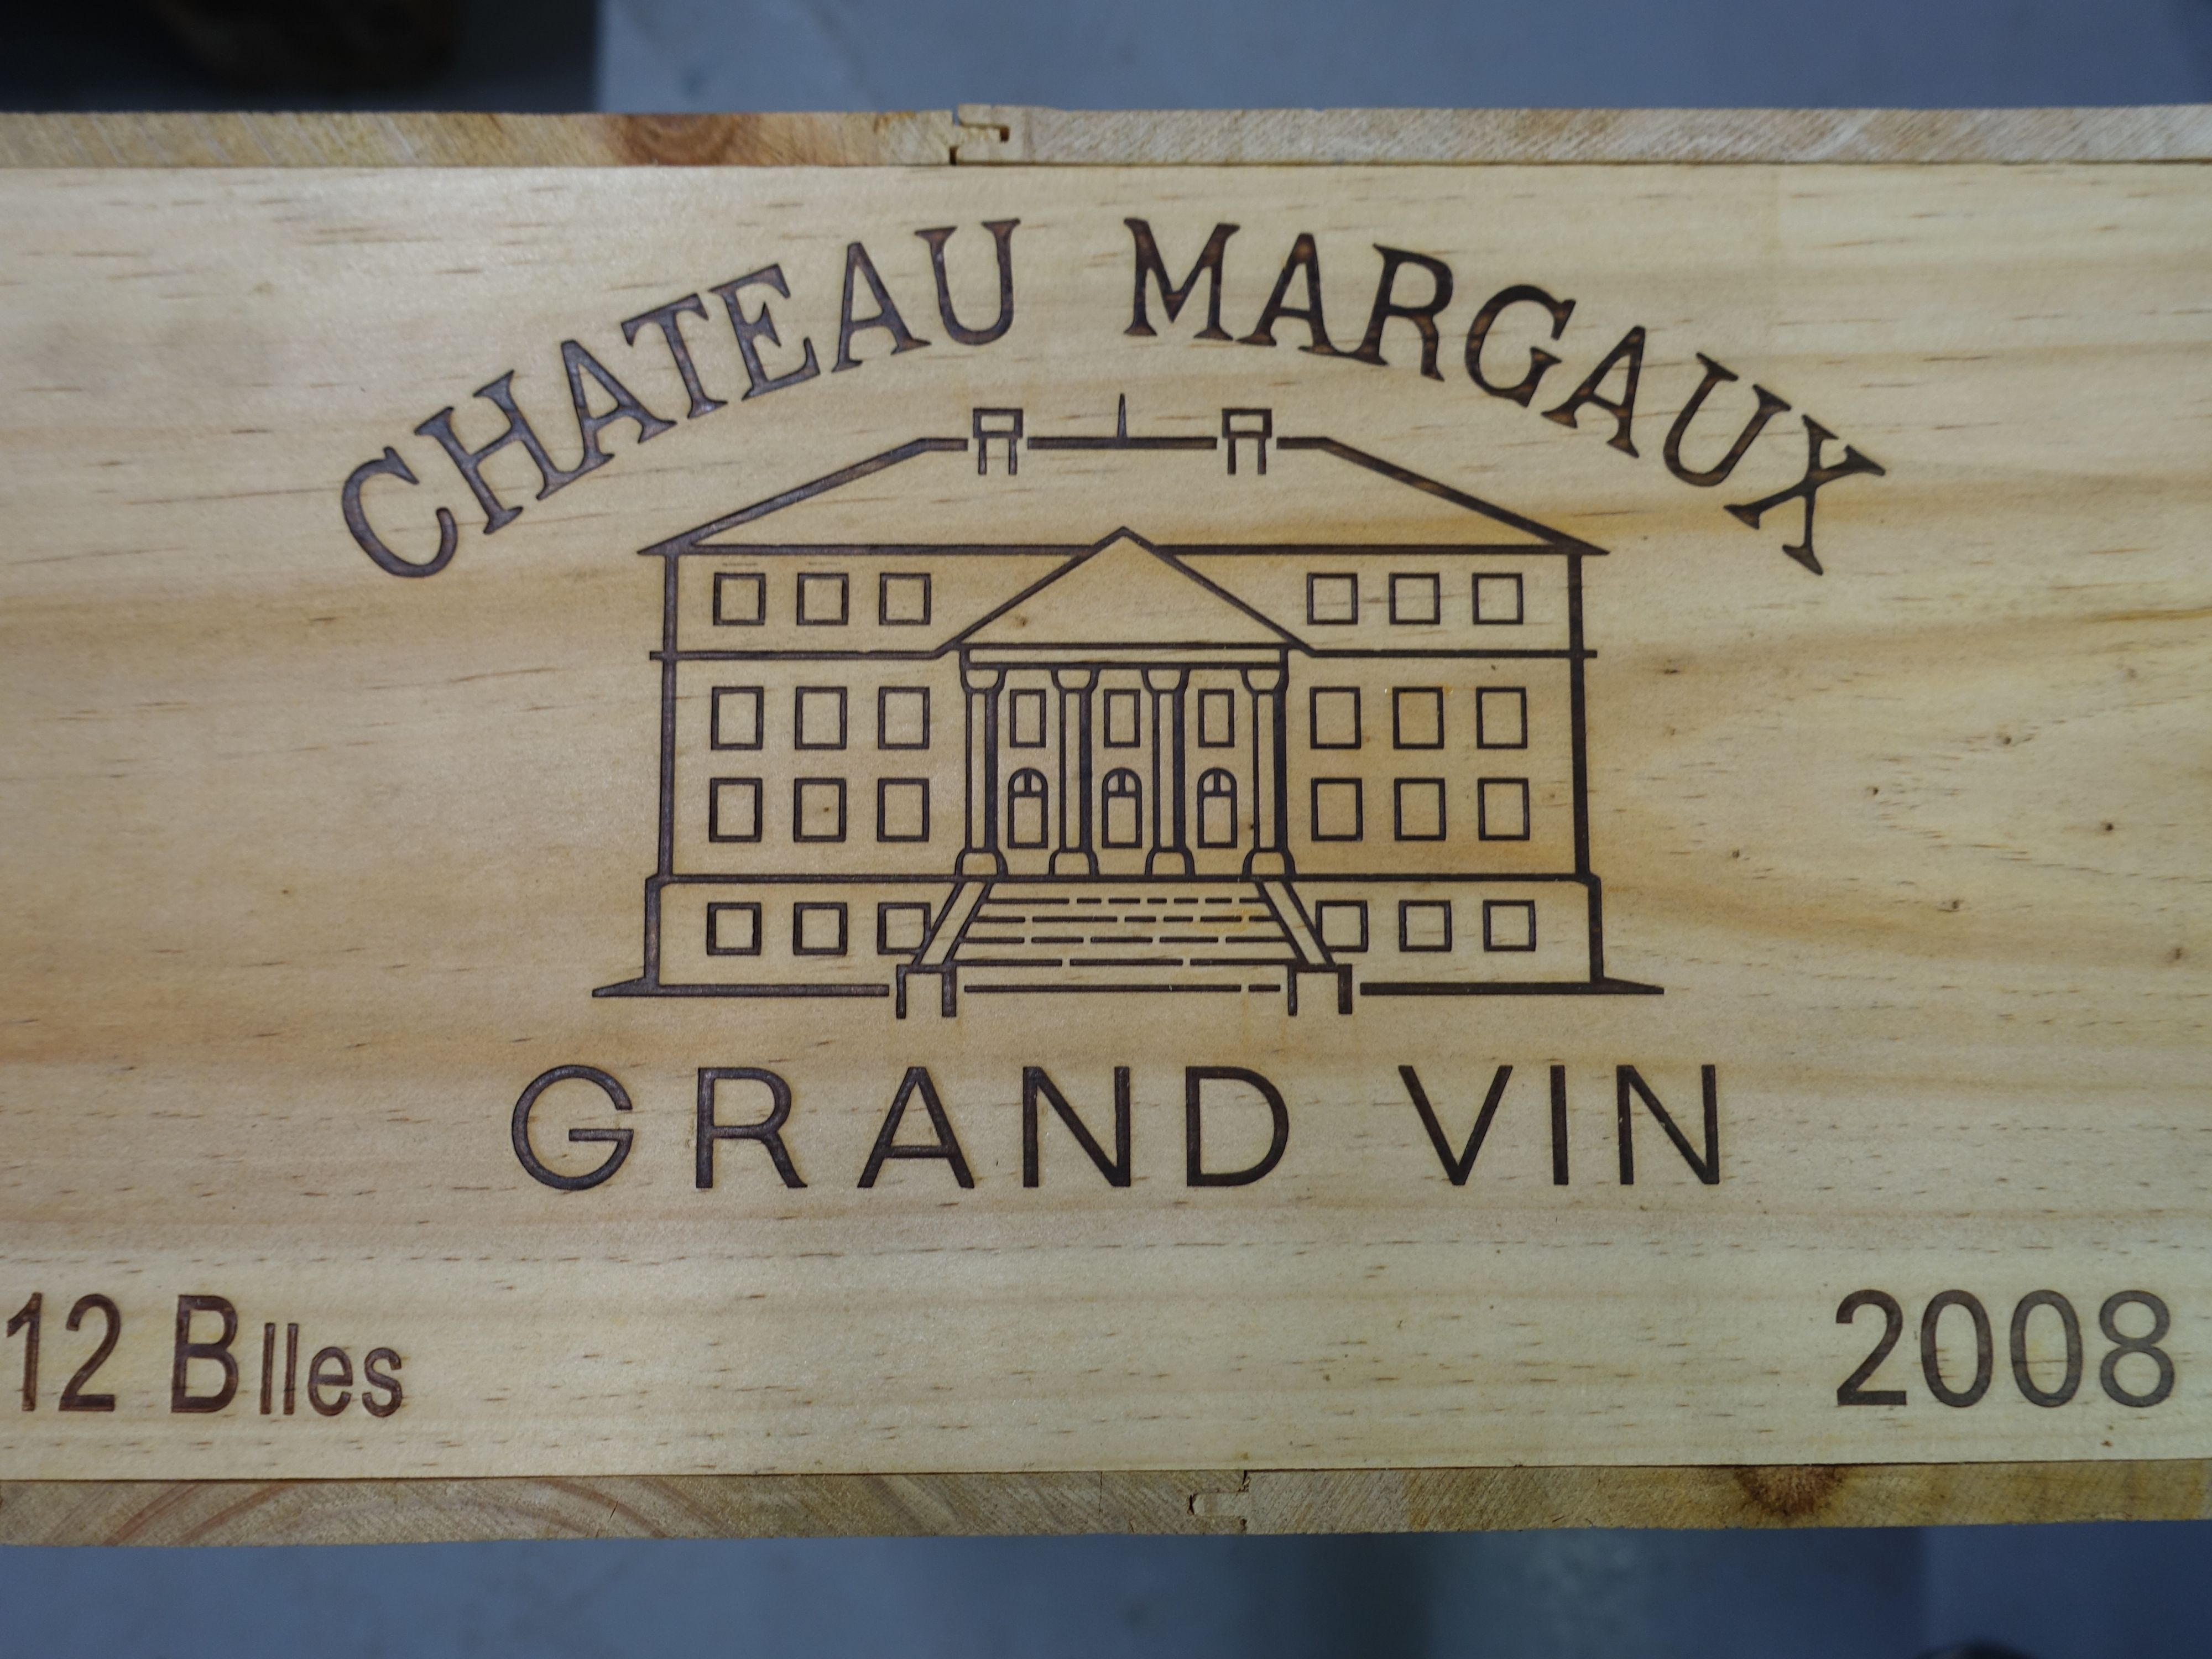 CHATEAU MARGAUX
GRAND VIN
12 Blles
2008